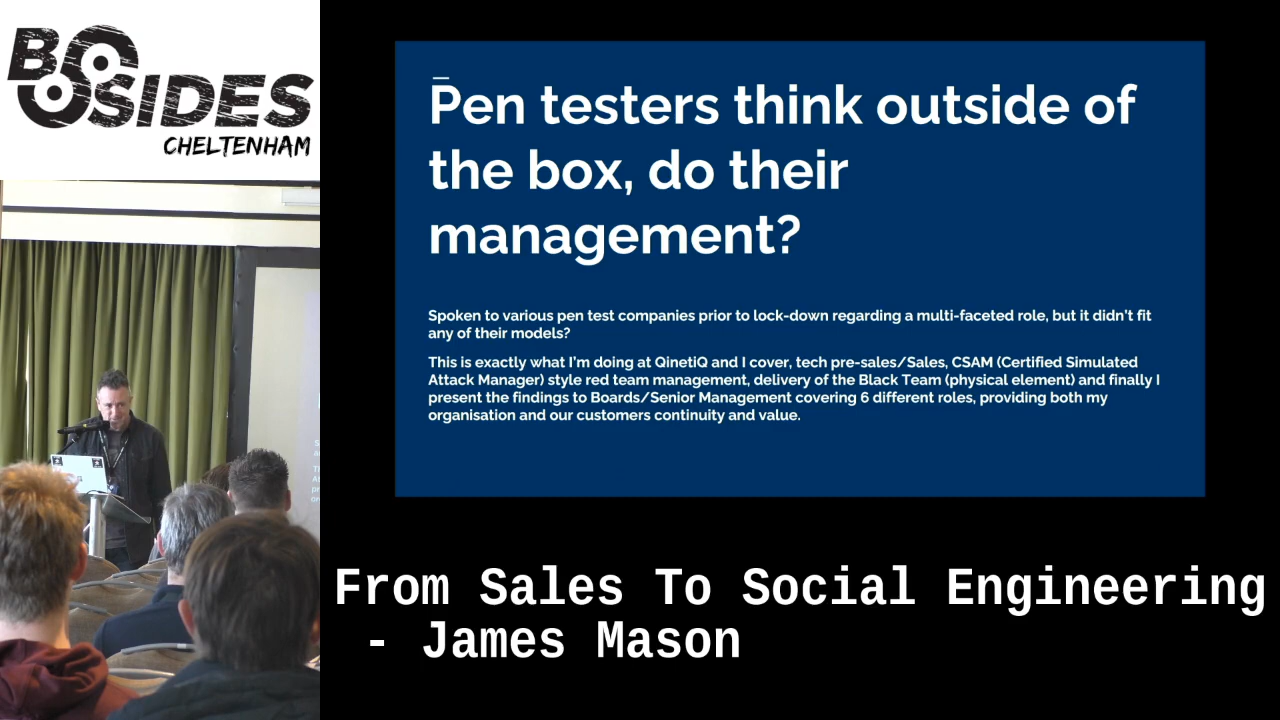 BSIDES
CHELTENHAM
Pen testers think outside of
the box, do their
management?
Spoken to various pen test companies prior to lock-down regarding a multi-faceted role, but it didn't fit
any of their models?
This is exactly what I'm doing at QinetiQ and I cover, tech pre-sales/Sales, CSAM (Certified Simulated
Attack Manager) style red team management, delivery of the Black Team (physical element) and finally I
present the findings to Boards/Senior Management covering 6 different roles, providing both my
organisation and our customers continuity and value.
From Sales To Social Engineering
- James Mason